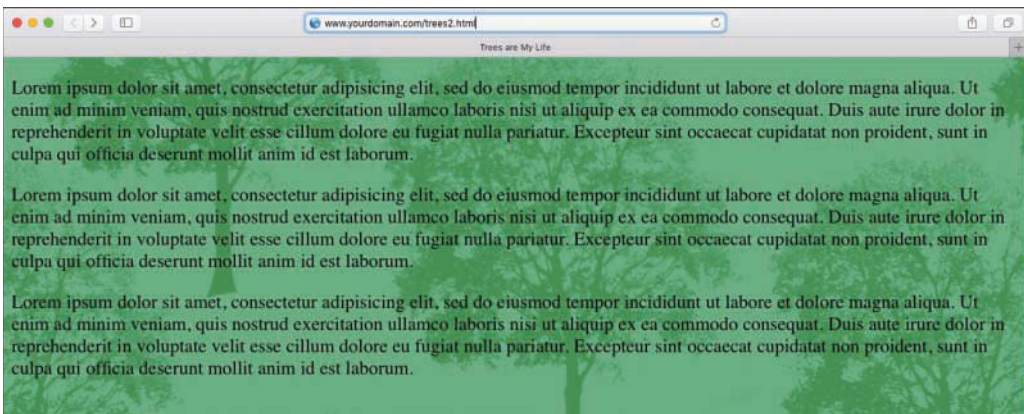 www.yourdomain.com/trees2.html
Trees are My Life
Lorem ipsum dolor sit amet, consectetur adipisicing elit, sed do eiusmod tempor incididunt ut labore et dolore magna aliqua. Ut
enim ad minim veniam, quis nostrud exercitation ullamco laboris nisi ut aliquip ex ea commodo consequat. Duis aute irure dolor in
reprehenderit in voluptate velit esse cillum dolore eu fugiat nulla pariatur. Excepteur sint occaecat cupidatat non proident, sunt in
culpa qui officia deserunt mollit anim id est laborum.
Lorem ipsum dolor sit amet, consectetur adipisicing elit, sed do eiusmod tempor incididunt ut labore et dolore magna aliqua. Ut
enim ad minim veniam, quis nostrud exercitation ullamco laboris nisi ut aliquip ex ea commodo consequat. Duis aute irure dolor in
reprehenderit in voluptate velit esse cillum dolore eu fugiat nulla pariatur. Excepteur sint occaecat cupidatat non proident, sunt in
culpa qui officia deserunt mollit anim id est laborum.
Lorem ipsum dolor sit amet, consectetur adipisicing elit, sed do eiusmod tempor incididunt ut labore et dolore magna aliqua. Ut
enim ad minim veniam, quis nostrud exercitation ullamco laboris nisi ut aliquip ex ea commodo consequat. Duis aute irure dolor in
reprehenderit in voluptate velit esse cillum dolore eu fugiat nulla pariatur. Excepteur sint occaecat cupidatat non proident, sunt in
culpa qui officia deserunt mollit anim id est laborum.